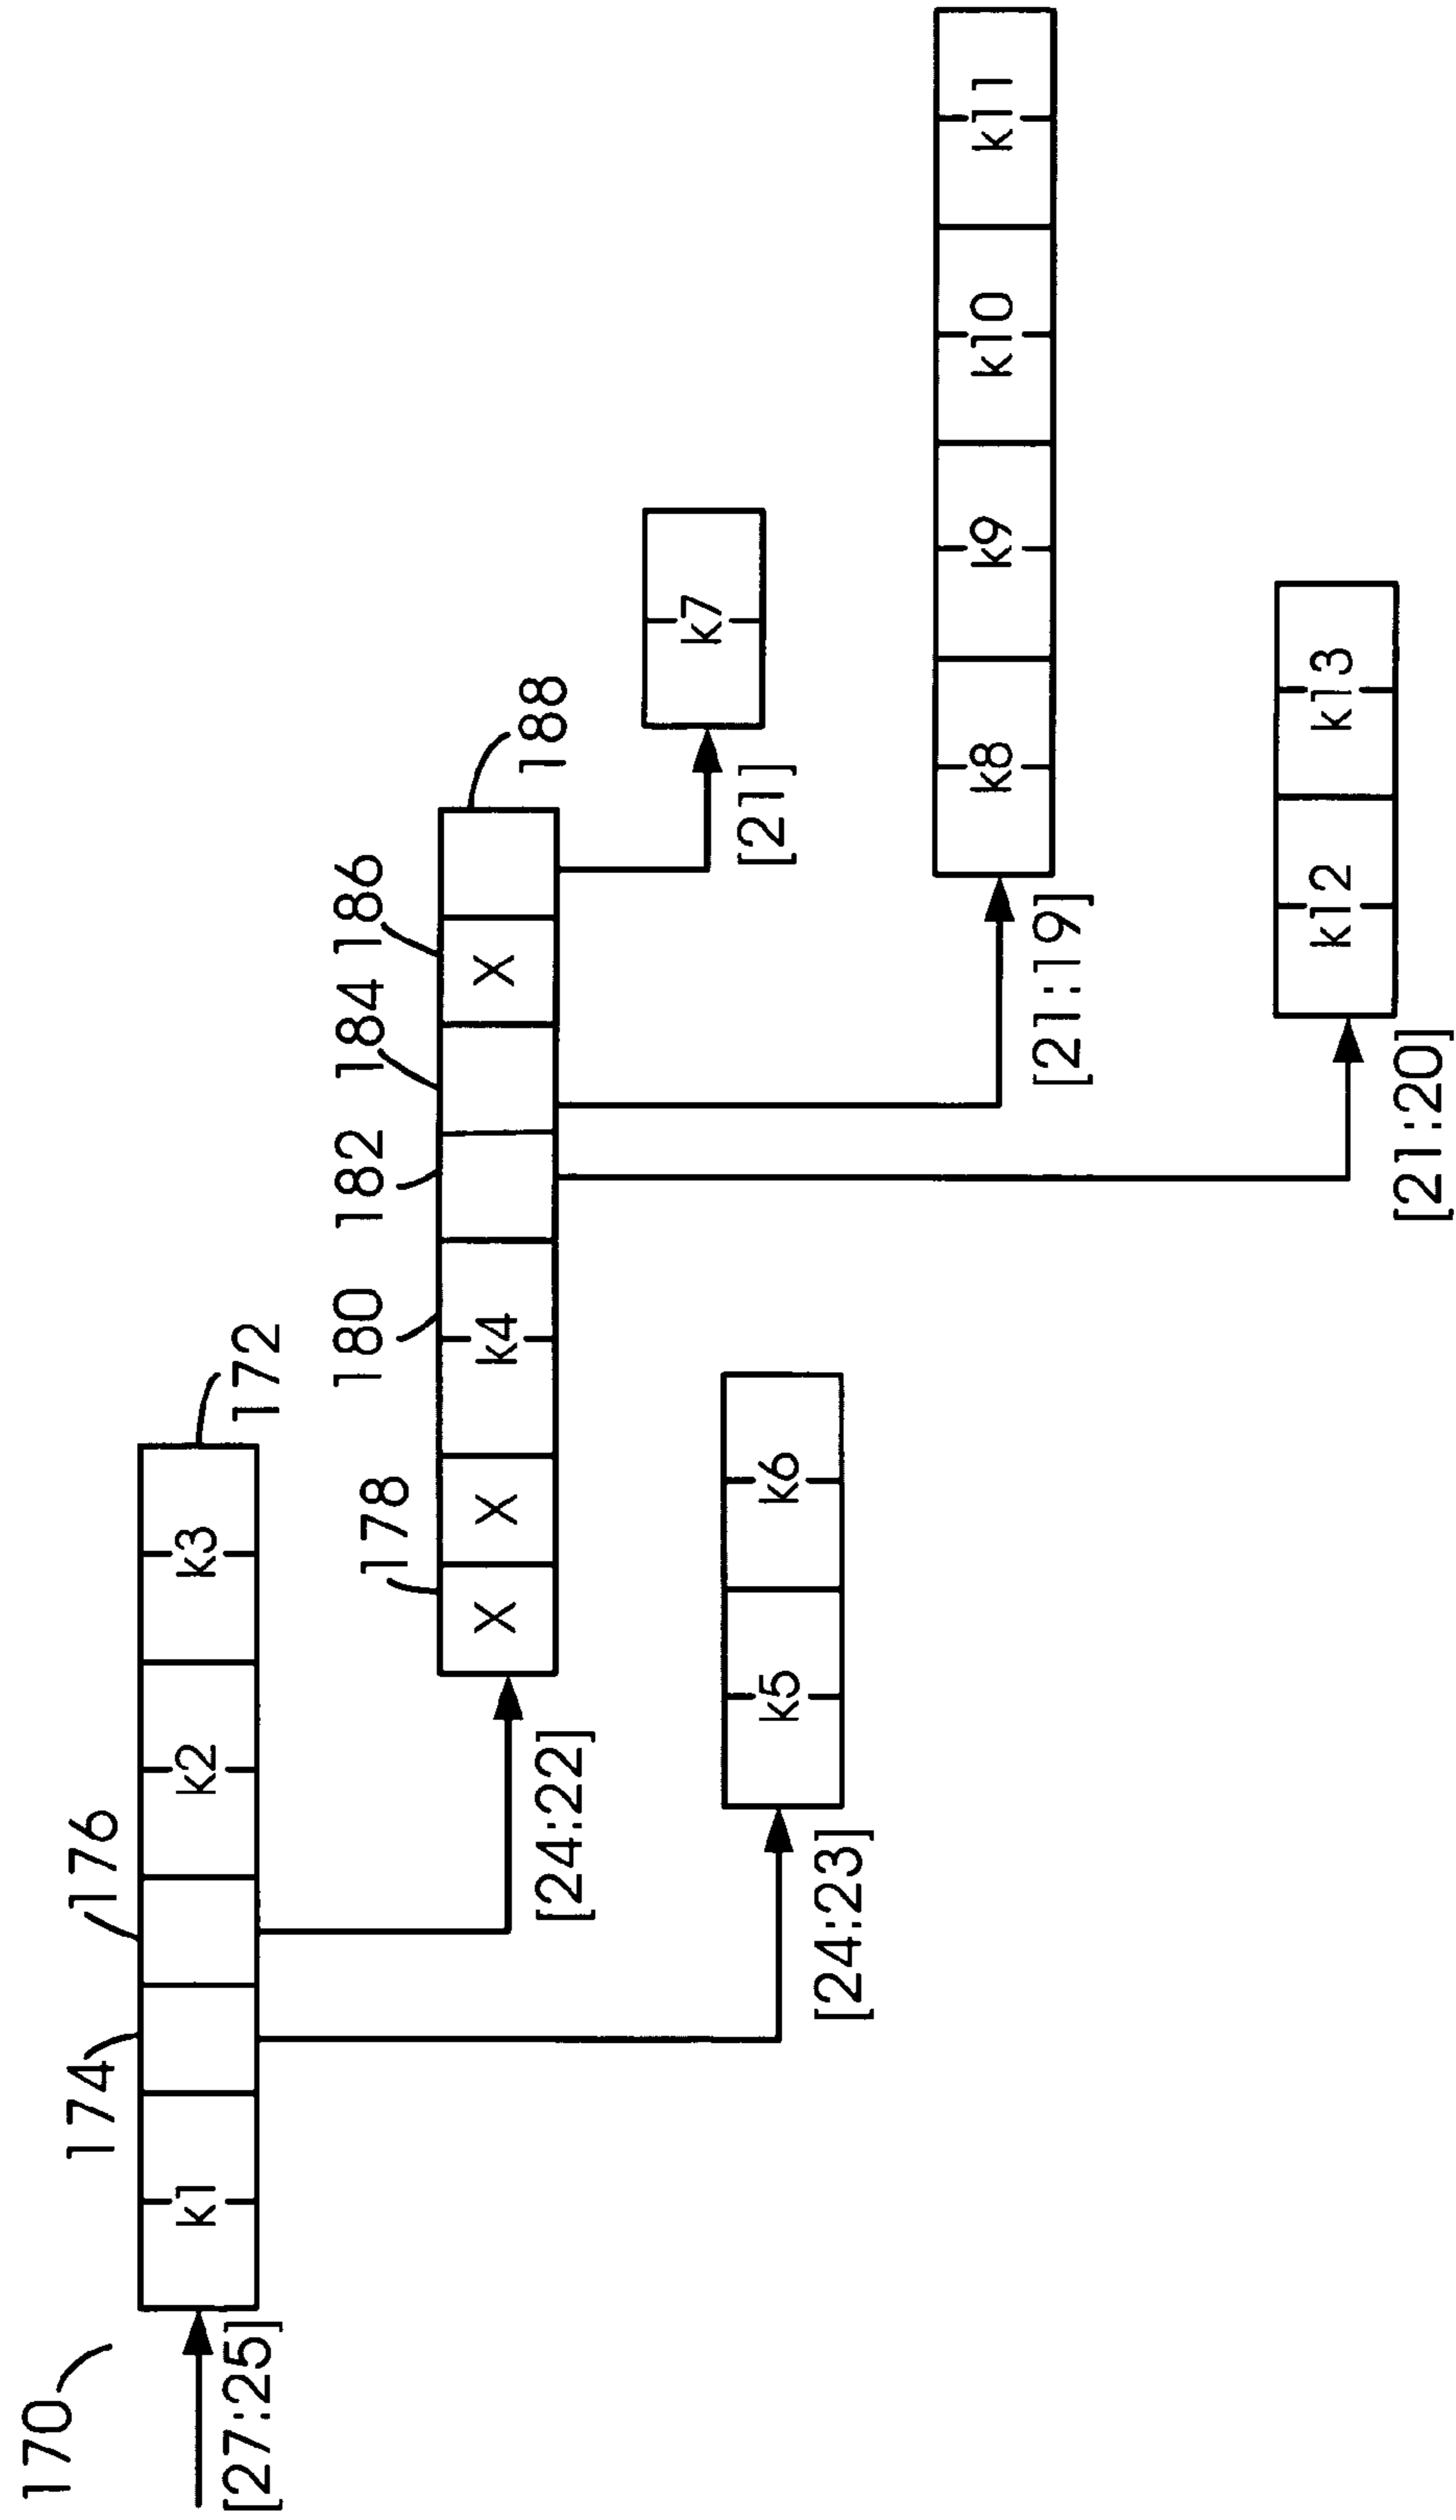 170
174 176
k1 k2 k3
[27:25]
172
178 180 182 184 186
X X k4 X
188
[24:22]
k7
[21]
k5 k6
[24:23]
k8 k9 k10 k11
[21:19]
k12 k13
[21:20]